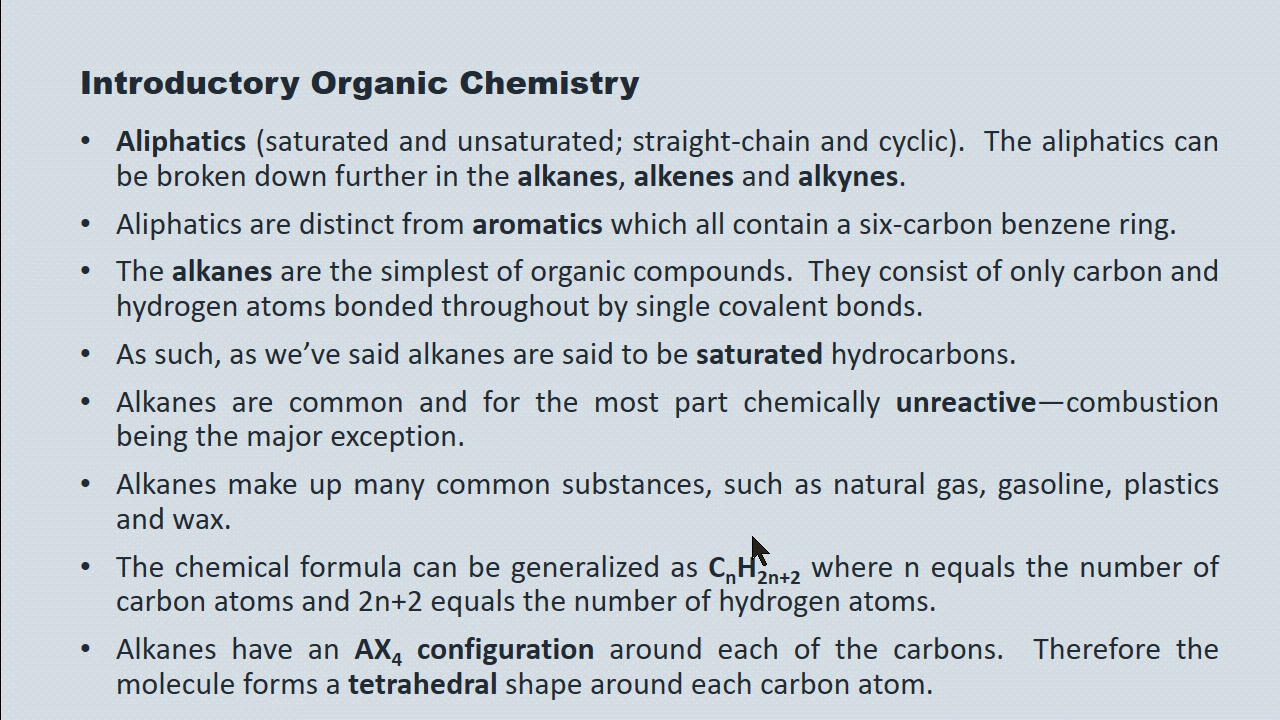 Introductory Organic Chemistry
• Aliphatics (saturated and unsaturated; straight-chain and cyclic).  The aliphatics can
be broken down further in the alkanes, alkenes and alkynes.
• Aliphatics are distinct from aromatics which all contain a six-carbon benzene ring.
• The alkanes are the simplest of organic compounds.  They consist of only carbon and
hydrogen atoms bonded throughout by single covalent bonds.
• As such, as we’ve said alkanes are said to be saturated hydrocarbons.
• Alkanes are common and for the most part chemically unreactive—combustion
being the major exception.
• Alkanes make up many common substances, such as natural gas, gasoline, plastics
and wax.
• The chemical formula can be generalized as CₙH₂ₙ₊₂ where n equals the number of
carbon atoms and 2n+2 equals the number of hydrogen atoms.
• Alkanes have an AX₄ configuration around each of the carbons.  Therefore the
molecule forms a tetrahedral shape around each carbon atom.